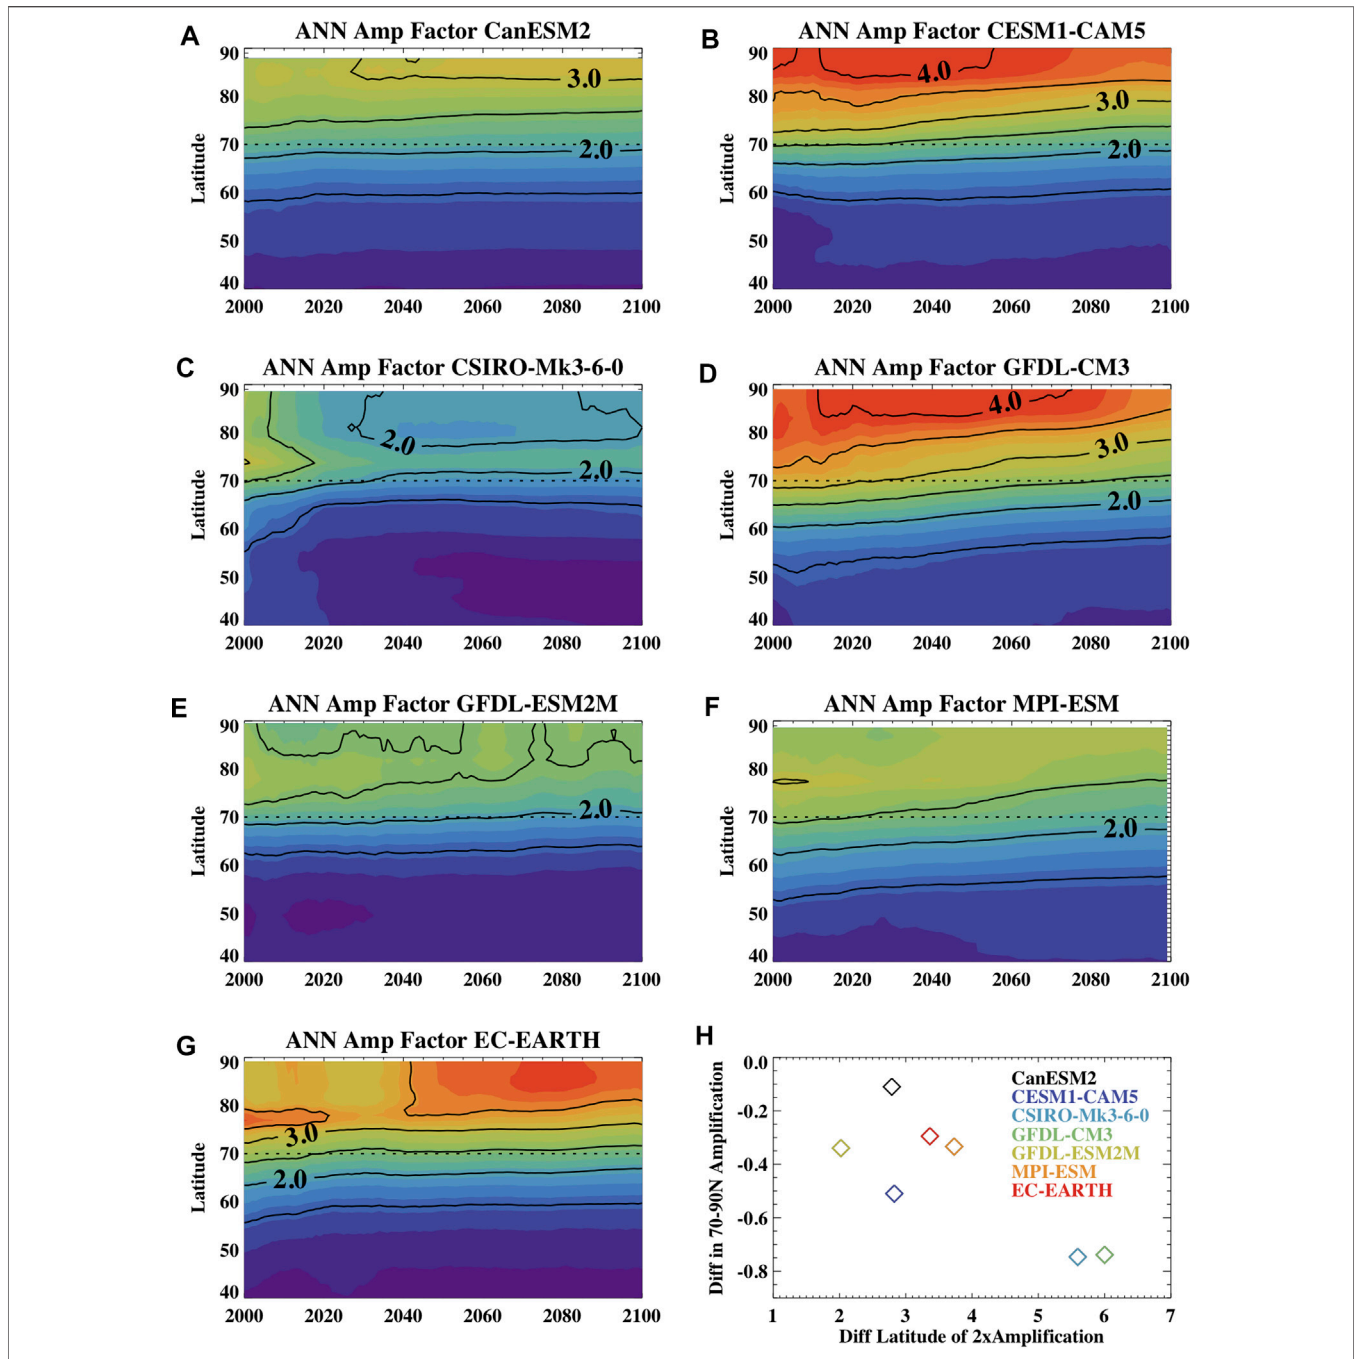 A
ANN Amp Factor CanESM2
Latitude
90
80
70
60
50
40
3.0
2.0
2000 2020 2040 2060 2080 2100
B
ANN Amp Factor CESM1-CAM5
Latitude
90
80
70
60
50
40
4.0
3.0
2.0
2000 2020 2040 2060 2080 2100
C
ANN Amp Factor CSIRO-Mk3-6-0
Latitude
90
80
70
60
50
40
2.0
2.0
2000 2020 2040 2060 2080 2100
D
ANN Amp Factor GFDL-CM3
Latitude
90
80
70
60
50
40
4.0
3.0
2.0
2000 2020 2040 2060 2080 2100
E
ANN Amp Factor GFDL-ESM2M
Latitude
90
80
70
60
50
40
2.0
2000 2020 2040 2060 2080 2100
F
ANN Amp Factor MPI-ESM
Latitude
90
80
70
60
50
40
2.0
2000 2020 2040 2060 2080 2100
G
ANN Amp Factor EC-EARTH
Latitude
90
80
70
60
50
40
3.0
2.0
2000 2020 2040 2060 2080 2100
H
Diff in 70-90N Amplification
0.0
-0.2
-0.4
-0.6
-0.8
CanESM2
CESM1-CAM5
CSIRO-Mk3-6-0
GFDL-CM3
GFDL-ESM2M
MPI-ESM
EC-EARTH
1 2 3 4 5 6 7
Diff Latitude of 2xAmplification